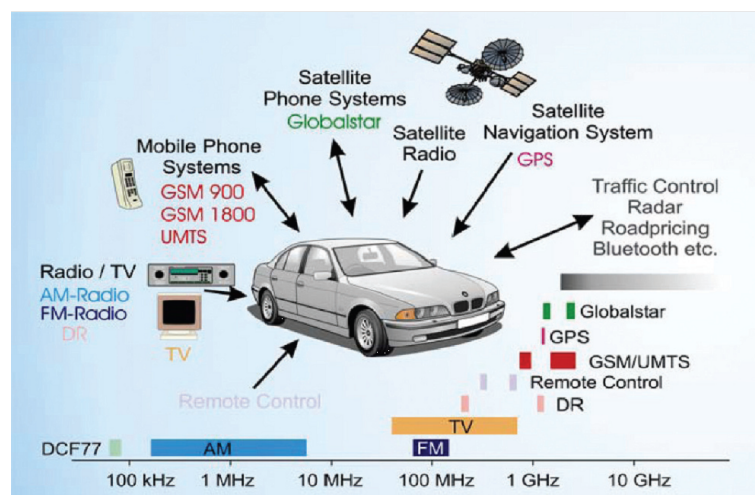 Satellite
Phone Systems
Globalstar
Satellite
Radio
Satellite
Navigation System
GPS
Mobile Phone
Systems
GSM 900
GSM 1800
UMTS
Traffic Control
Radar
Roadpricing
Bluetooth etc.
Radio / TV
AM-Radio
FM-Radio
DR
TV
Remote Control
Globalstar
GPS
GSM/UMTS
Remote Control
DR
TV
DCF77 AM FM
100 kHz 1 MHz 10 MHz 100 MHz 1 GHz 10 GHz